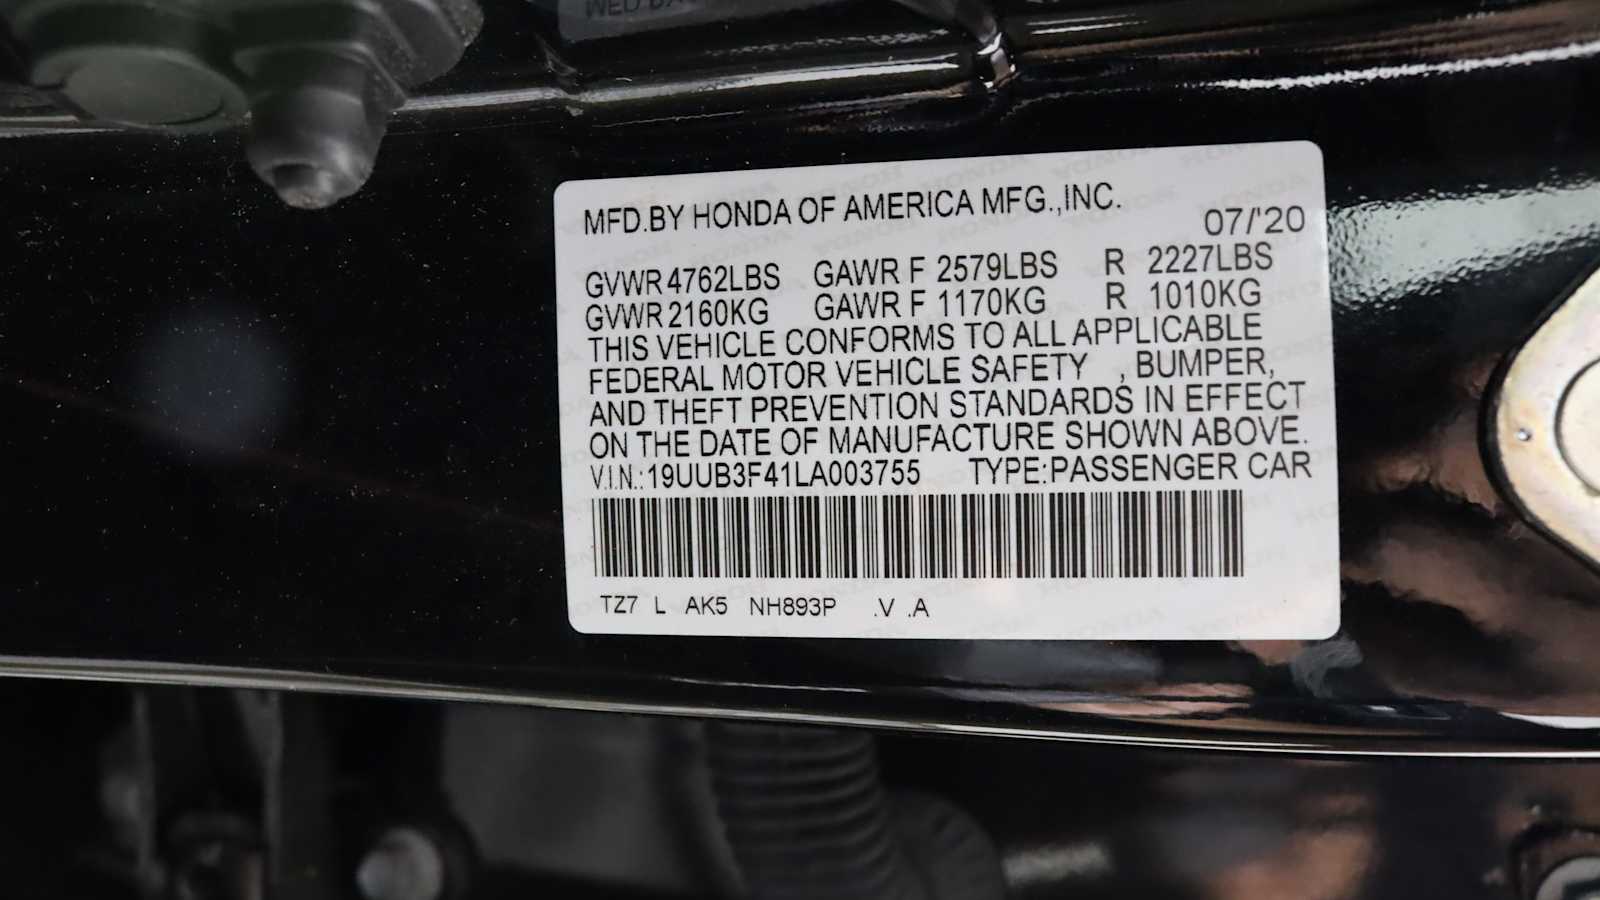 MFD.BY HONDA OF AMERICA MFG.,INC.
07/'20
GVWR 4762LBS GAWR F 2579LBS R 2227LBS
GVWR 2160KG GAWR F 1170KG R 1010KG
THIS VEHICLE CONFORMS TO ALL APPLICABLE
FEDERAL MOTOR VEHICLE SAFETY , BUMPER,
AND THEFT PREVENTION STANDARDS IN EFFECT
ON THE DATE OF MANUFACTURE SHOWN ABOVE.
V.I.N.:19UUB3F41LA003755 TYPE:PASSENGER CAR
TZ7 L AK5 NH893P .V .A